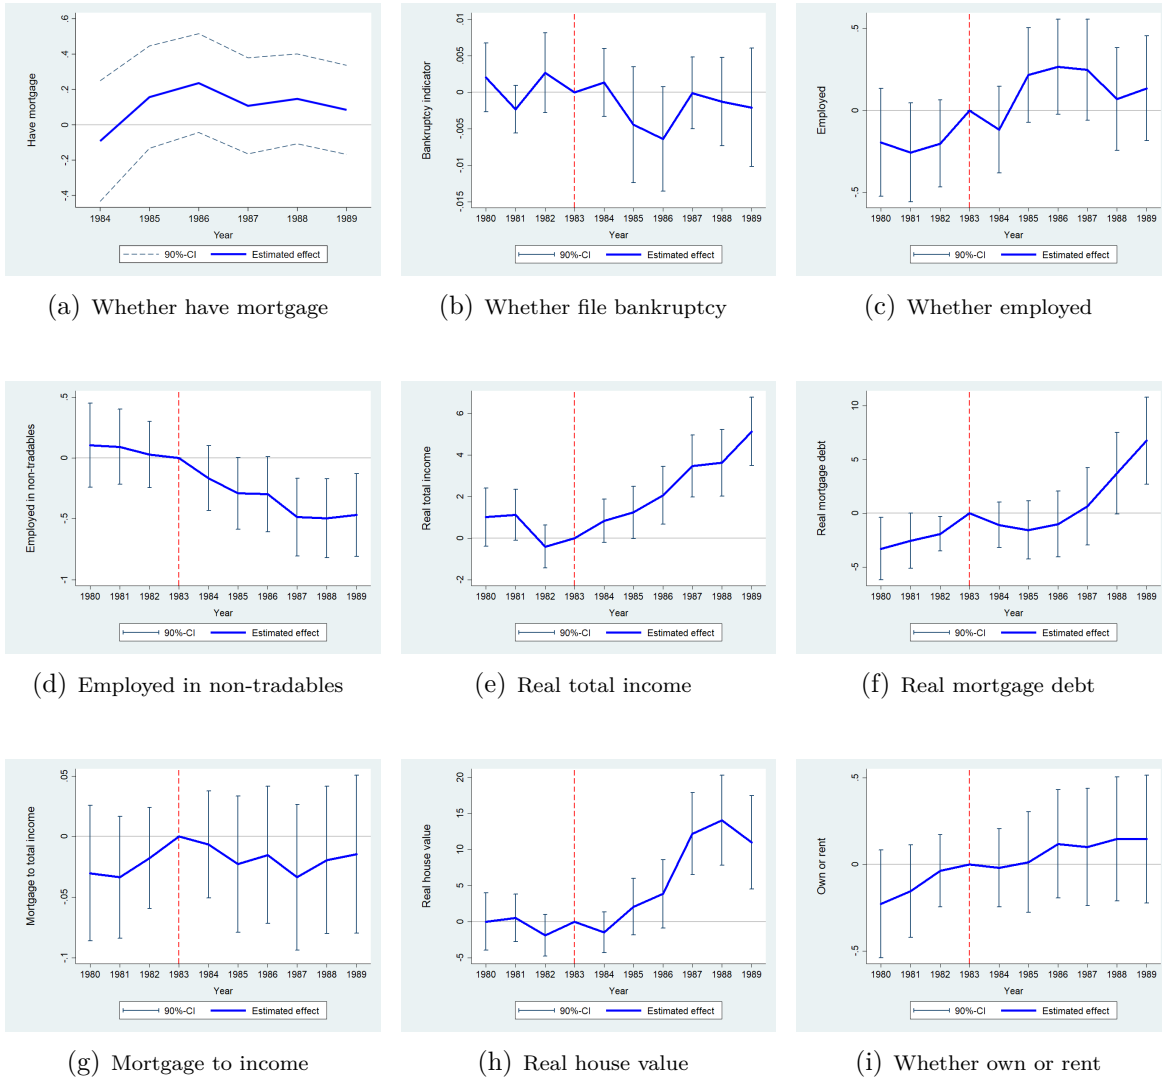 Have mortgage
.6
.4
.2
0
-.2
-.4
1984 1985 1986 1987 1988 1989
Year
90%-CI Estimated effect
(a) Whether have mortgage
Bankruptcy indicator
.01
.005
0
-.005
-.01
-.015
1980 1981 1982 1983 1984 1985 1986 1987 1988 1989
Year
90%-CI Estimated effect
(b) Whether file bankruptcy
Employed
.5
0
-.5
1980 1981 1982 1983 1984 1985 1986 1987 1988 1989
Year
90%-CI Estimated effect
(c) Whether employed
Employed in non-tradables
.5
0
-.5
-1
1980 1981 1982 1983 1984 1985 1986 1987 1988 1989
Year
90%-CI Estimated effect
(d) Employed in non-tradables
Real total income
6
4
2
0
-2
1980 1981 1982 1983 1984 1985 1986 1987 1988 1989
Year
90%-CI Estimated effect
(e) Real total income
Real mortgage debt
10
5
0
-5
1980 1981 1982 1983 1984 1985 1986 1987 1988 1989
Year
90%-CI Estimated effect
(f) Real mortgage debt
Mortgage to total income
.05
0
-.05
-.1
1980 1981 1982 1983 1984 1985 1986 1987 1988 1989
Year
90%-CI Estimated effect
(g) Mortgage to income
Real house value
20
15
10
5
0
-5
1980 1981 1982 1983 1984 1985 1986 1987 1988 1989
Year
90%-CI Estimated effect
(h) Real house value
Own or rent
.5
0
-.5
1980 1981 1982 1983 1984 1985 1986 1987 1988 1989
Year
90%-CI Estimated effect
(i) Whether own or rent